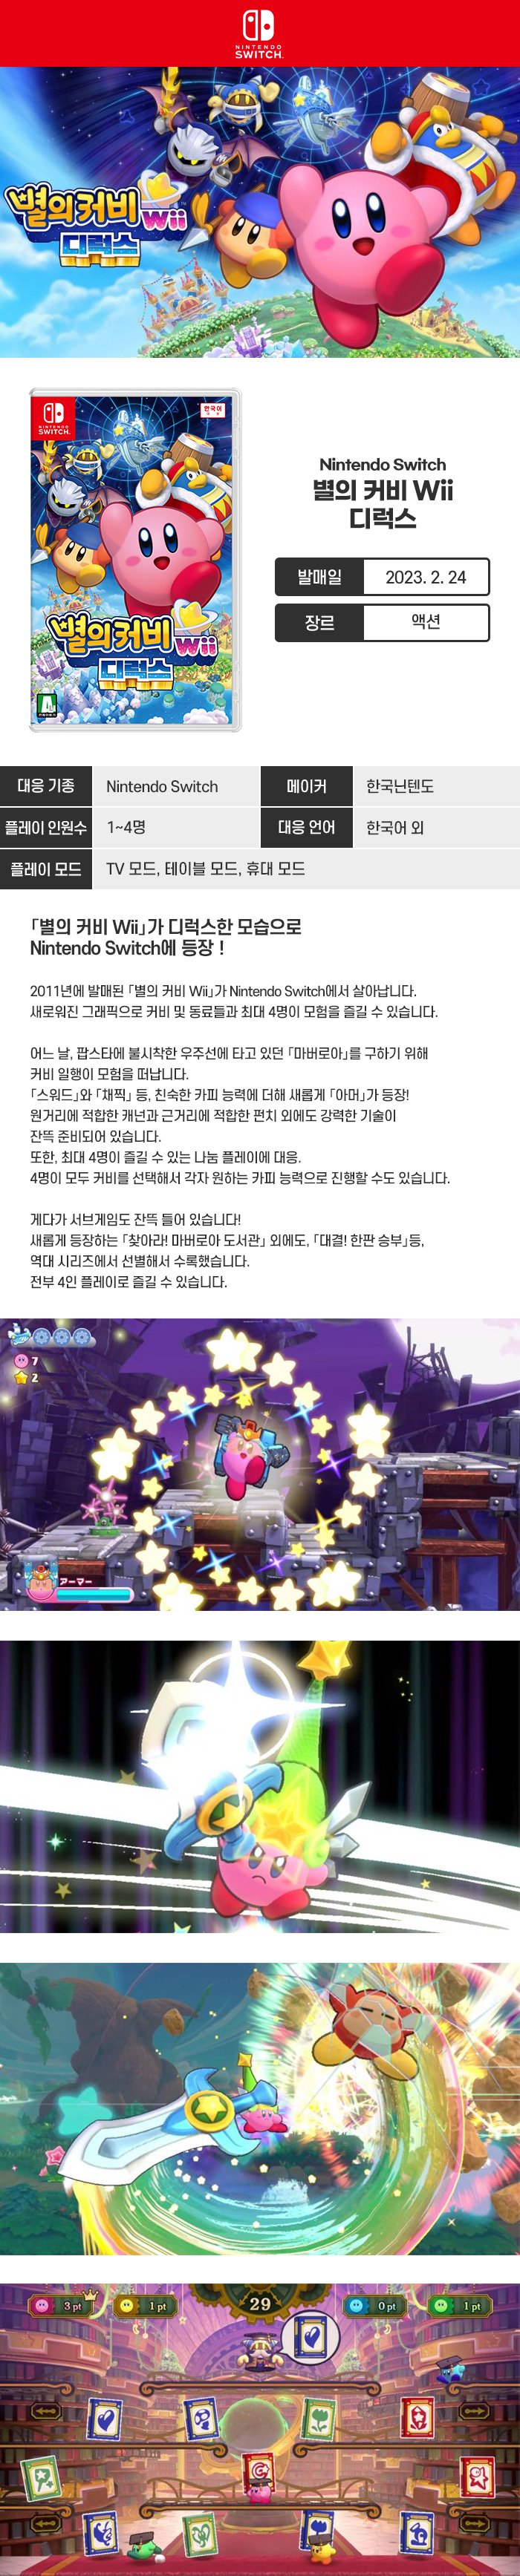 NINTENDO
SWITCH.
별의 커비
Wii
디럭스
NINTENDO
SWITCH.
한국어
별의 커비
Wii
디럭스
Nintendo Switch
별의 커비 Wii
디럭스
발매일 2023. 2. 24
장르 액션
대응 기종 Nintendo Switch 메이커 한국닌텐도
플레이 인원수 1~4명 대응 언어 한국어 외
플레이 모드 TV 모드, 테이블 모드, 휴대 모드
「별의 커비 Wii」가 디럭스한 모습으로
Nintendo Switch에 등장 !
2011년에 발매된 「별의 커비 Wii」가 Nintendo Switch에서 살아납니다.
새로워진 그래픽으로 커비 및 동료들과 최대 4명이 모험을 즐길 수 있습니다.
어느 날, 팝스타에 불시착한 우주선에 타고 있던 「마버로아」를 구하기 위해
커비 일행이 모험을 떠납니다.
「스워드」와 「채찍」 등, 친숙한 카피 능력에 더해 새롭게 「아머」가 등장!
원거리에 적합한 캐넌과 근거리에 적합한 펀치 외에도 강력한 기술이
잔뜩 준비되어 있습니다.
또한, 최대 4명이 즐길 수 있는 나눔 플레이에 대응.
4명이 모두 커비를 선택해서 각자 원하는 카피 능력으로 진행할 수도 있습니다.
게다가 서브게임도 잔뜩 들어 있습니다!
새롭게 등장하는 「찾아라! 마버로아 도서관」 외에도, 「대결! 한판 승부」등,
역대 시리즈에서 선별해서 수록했습니다.
전부 4인 플레이로 즐길 수 있습니다.
7
2
アーマー
3 pt 1 pt 29 0 pt 1 pt